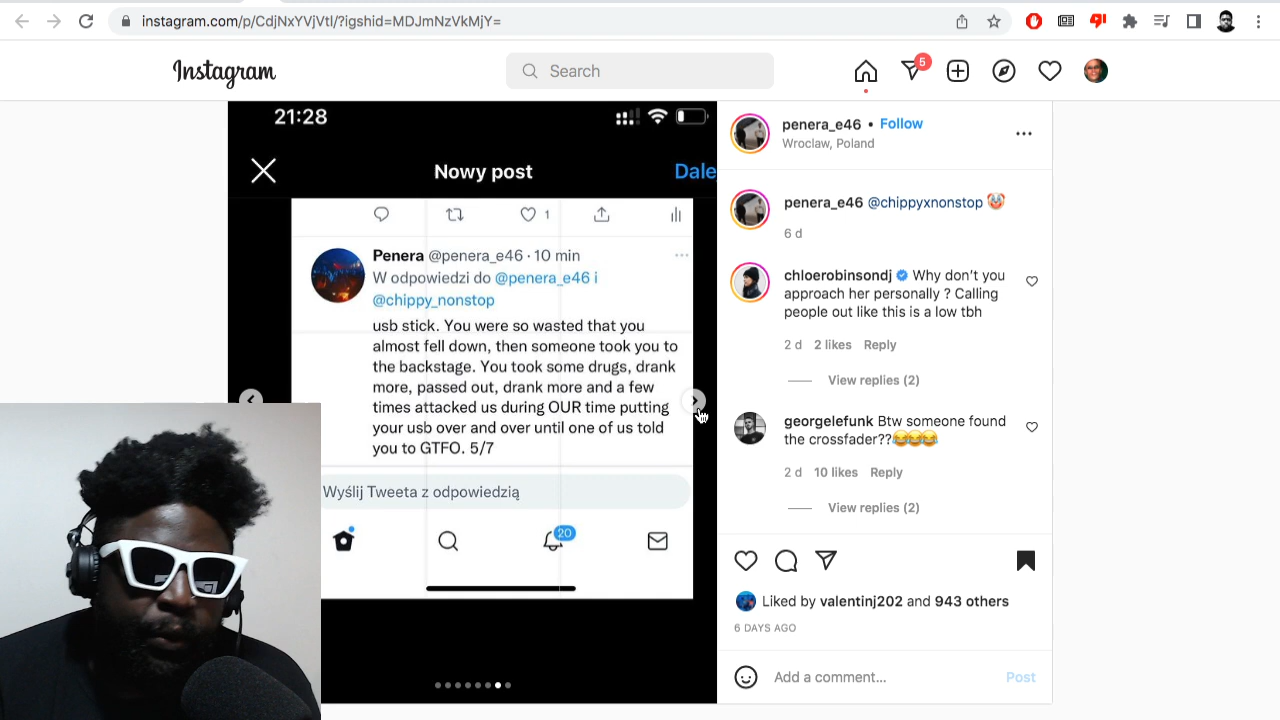 instagram.com/p/CdjNxYVjVtI/?igshid=MDJmNzVkMjY=
Instagram
Search
5
21:28
Nowy post
Dale
1
Penera @penera_e46 · 10 min
W odpowiedzi do @penera_e46 i
@chippy_nonstop
usb stick. You were so wasted that you
almost fell down, then someone took you to
the backstage. You took some drugs, drank
more, passed out, drank more and a few
times attacked us during OUR time putting
your usb over and over until one of us told
you to GTFO. 5/7
Wyślij Tweeta z odpowiedzią
20
penera_e46 • Follow
Wroclaw, Poland
penera_e46 @chippyxnonstop 🤡
6 d
chloerobinsondj Why don't you
approach her personally ? Calling
people out like this is a low tbh
2 d 2 likes Reply
View replies (2)
georgelefunk Btw someone found
the crossfader??😂😂😂
2 d 10 likes Reply
View replies (2)
Liked by valentinj202 and 943 others
6 DAYS AGO
Add a comment...
Post